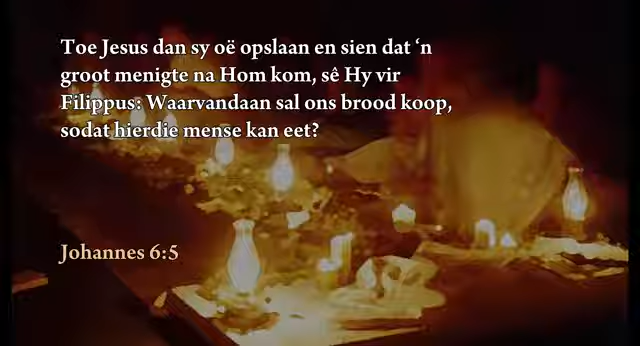 Toe Jesus dan sy oë opslaan en sien dat ‘n
groot menigte na Hom kom, sê Hy vir
Filippus: Waarvandaan sal ons brood koop,
sodat hierdie mense kan eet?
Johannes 6:5